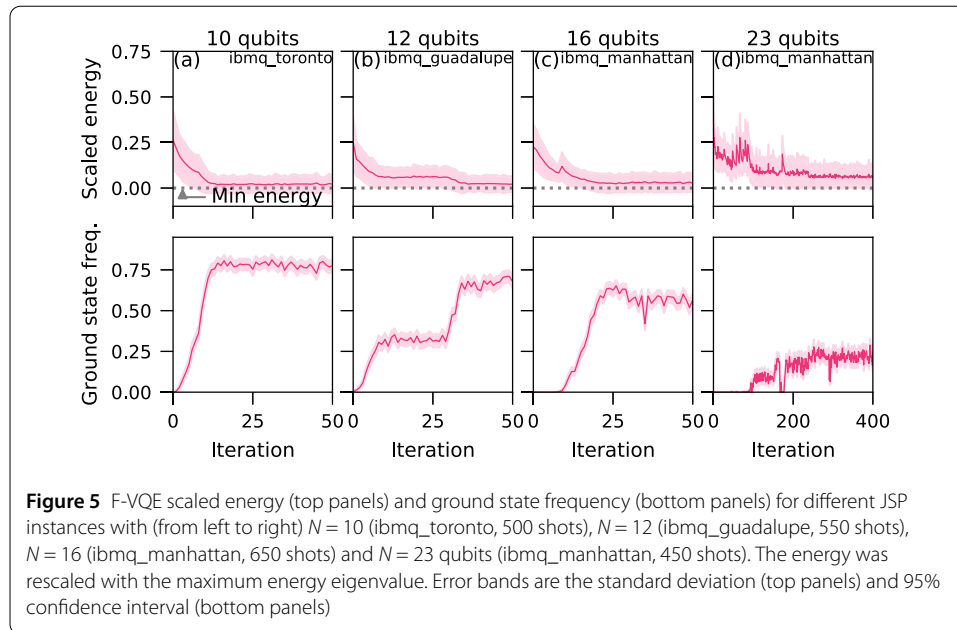 10 qubits 12 qubits 16 qubits 23 qubits
(a) ibmq_toronto (b) ibmq_guadalupe (c) ibmq_manhattan (d) ibmq_manhattan
Scaled energy
0.75
0.50
0.25
0.00
Min energy
Ground state freq.
0.75
0.50
0.25
0.00
0 25 50 0 25 50 0 25 50 0 200 400
Iteration Iteration Iteration Iteration
Figure 5 F-VQE scaled energy (top panels) and ground state frequency (bottom panels) for different JSP
instances with (from left to right) N = 10 (ibmq_toronto, 500 shots), N = 12 (ibmq_guadalupe, 550 shots),
N = 16 (ibmq_manhattan, 650 shots) and N = 23 qubits (ibmq_manhattan, 450 shots). The energy was
rescaled with the maximum energy eigenvalue. Error bands are the standard deviation (top panels) and 95%
confidence interval (bottom panels)